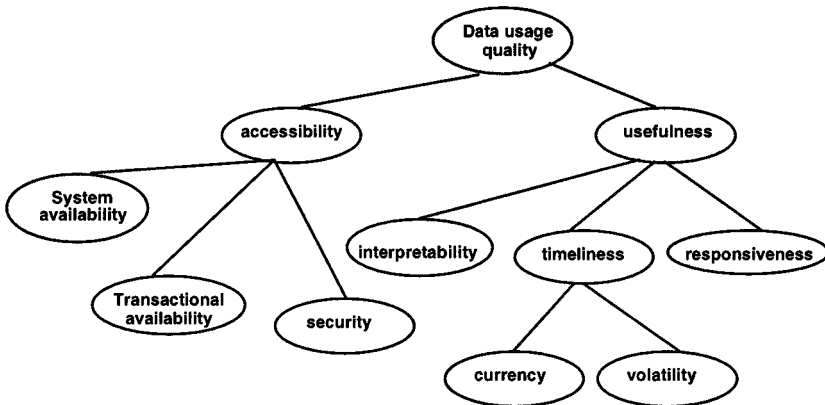 Data usage
quality
accessibility
usefulness
System
availability
interpretability
timeliness
responsiveness
Transactional
availability
security
currency
volatility